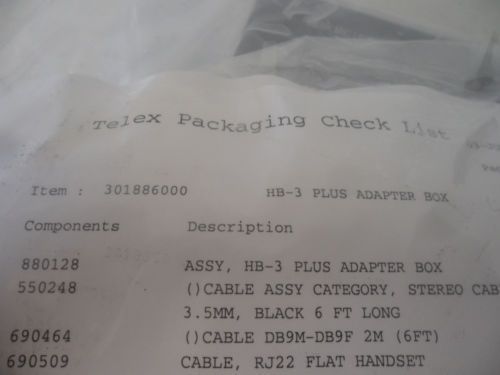 Telex Packaging Check List
Item : 301886000 HB-3 PLUS ADAPTER BOX
Components Description
880128 ASSY, HB-3 PLUS ADAPTER BOX
550248 ()CABLE ASSY CATEGORY, STEREO CAB
3.5MM, BLACK 6 FT LONG
690464 ()CABLE DB9M-DB9F 2M (6FT)
690509 CABLE, RJ22 FLAT HANDSET